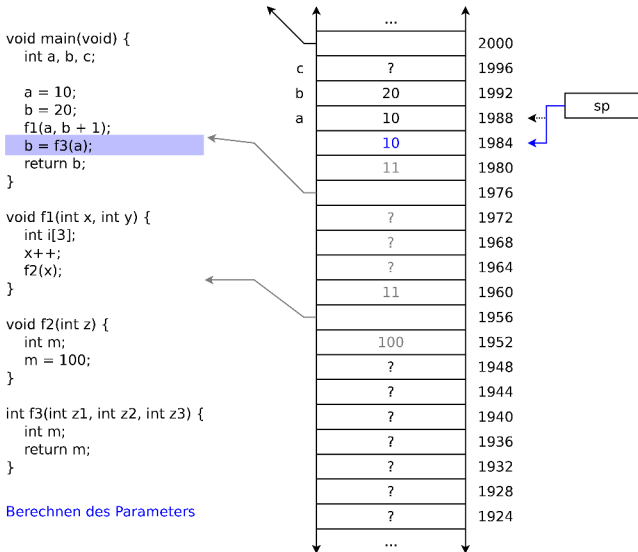 void main(void) {
int a, b, c;
a = 10;
b = 20;
f1(a, b + 1);
b = f3(a);
return b;
}
void f1(int x, int y) {
int i[3];
x++;
f2(x);
}
void f2(int z) {
int m;
m = 100;
}
int f3(int z1, int z2, int z3) {
int m;
return m;
}
Berechnen des Parameters
...
2000
c ? 1996
b 20 1992
a 10 1988
sp
10 1984
11 1980
1976
? 1972
? 1968
? 1964
11 1960
1956
100 1952
? 1948
? 1944
? 1940
? 1936
? 1932
? 1928
? 1924
...